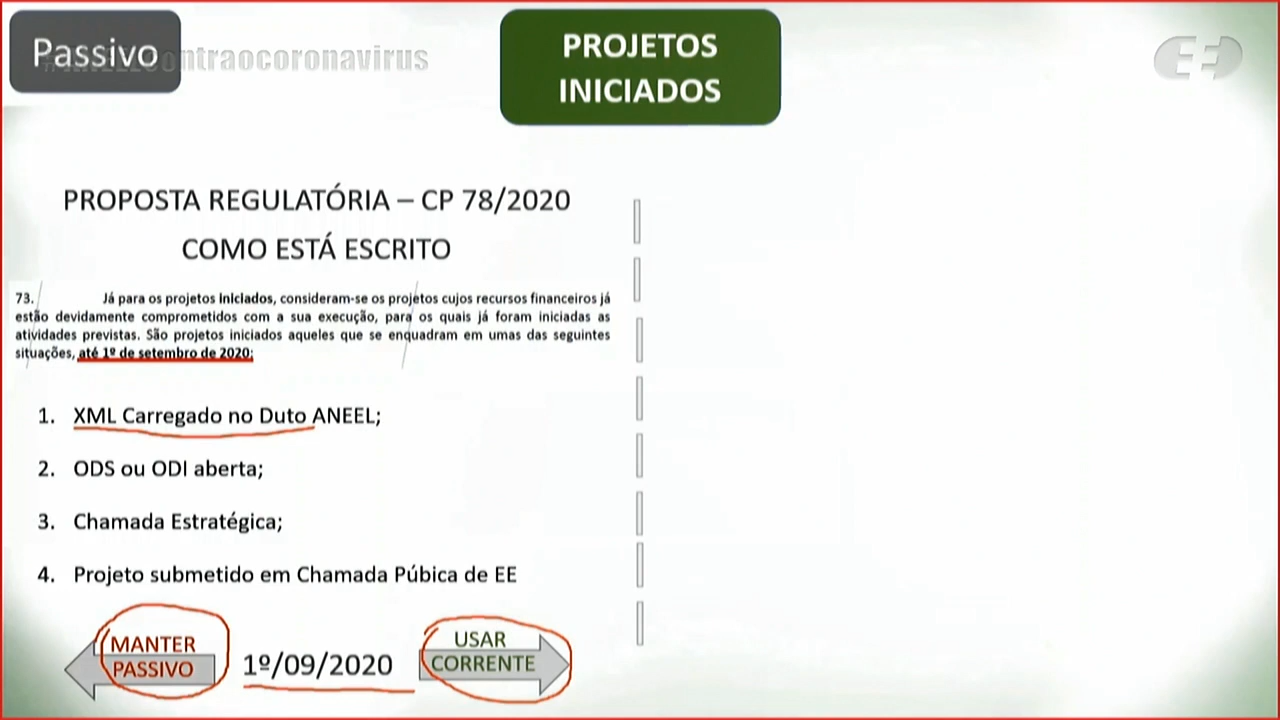 Passivo
ntraocoronavirus
PROJETOS
INICIADOS
PROPOSTA REGULATÓRIA – CP 78/2020
COMO ESTÁ ESCRITO
73. Já para os projetos iniciados, consideram-se os projetos cujos recursos financeiros já
estão devidamente comprometidos com a sua execução, para os quais já foram iniciadas as
atividades previstas. São projetos iniciados aqueles que se enquadram em umas das seguintes
situações, até 1º de setembro de 2020:
1. XML Carregado no Duto ANEEL;
2. ODS ou ODI aberta;
3. Chamada Estratégica;
4. Projeto submetido em Chamada Púbica de EE
MANTER
PASSIVO
1º/09/2020
USAR
CORRENTE